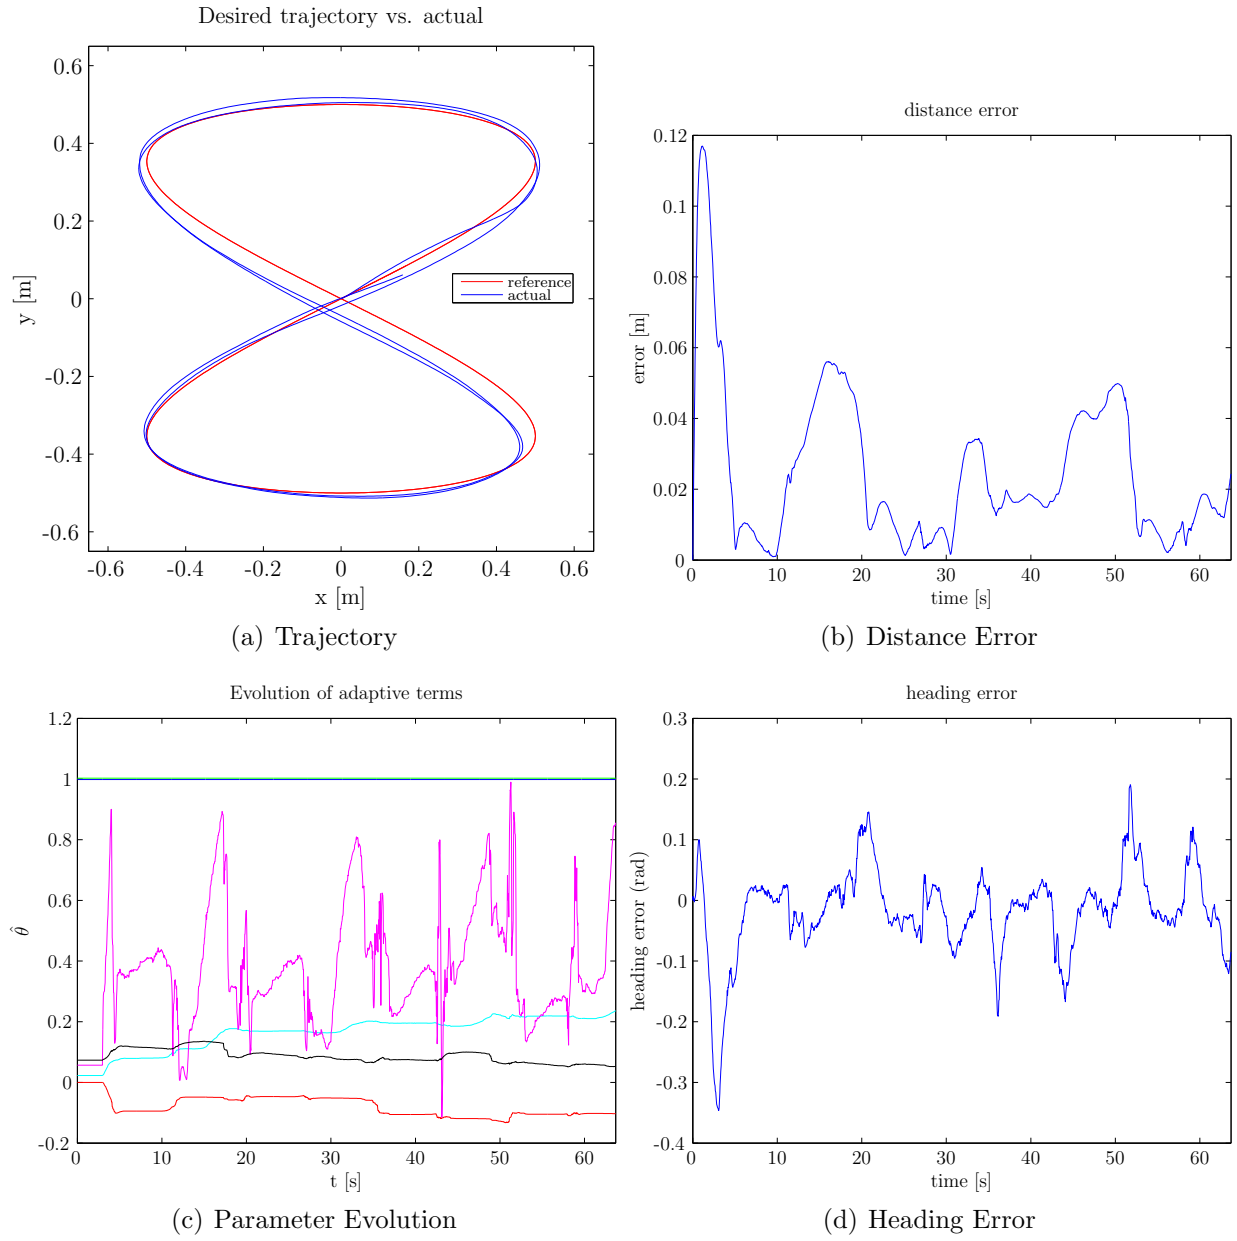 Desired trajectory vs. actual
0.6
0.4
0.2
0
-0.2
-0.4
-0.6
y [m]
reference
actual
-0.6 -0.4 -0.2 0 0.2 0.4 0.6
x [m]
(a) Trajectory
distance error
0.12
0.1
0.08
0.06
0.04
0.02
0
error [m]
0 10 20 30 40 50 60
time [s]
(b) Distance Error
Evolution of adaptive terms
1.2
1
0.8
0.6
0.4
0.2
0
-0.2
θ̂
0 10 20 30 40 50 60
t [s]
(c) Parameter Evolution
heading error
0.3
0.2
0.1
0
-0.1
-0.2
-0.3
-0.4
heading error (rad)
0 10 20 30 40 50 60
time [s]
(d) Heading Error